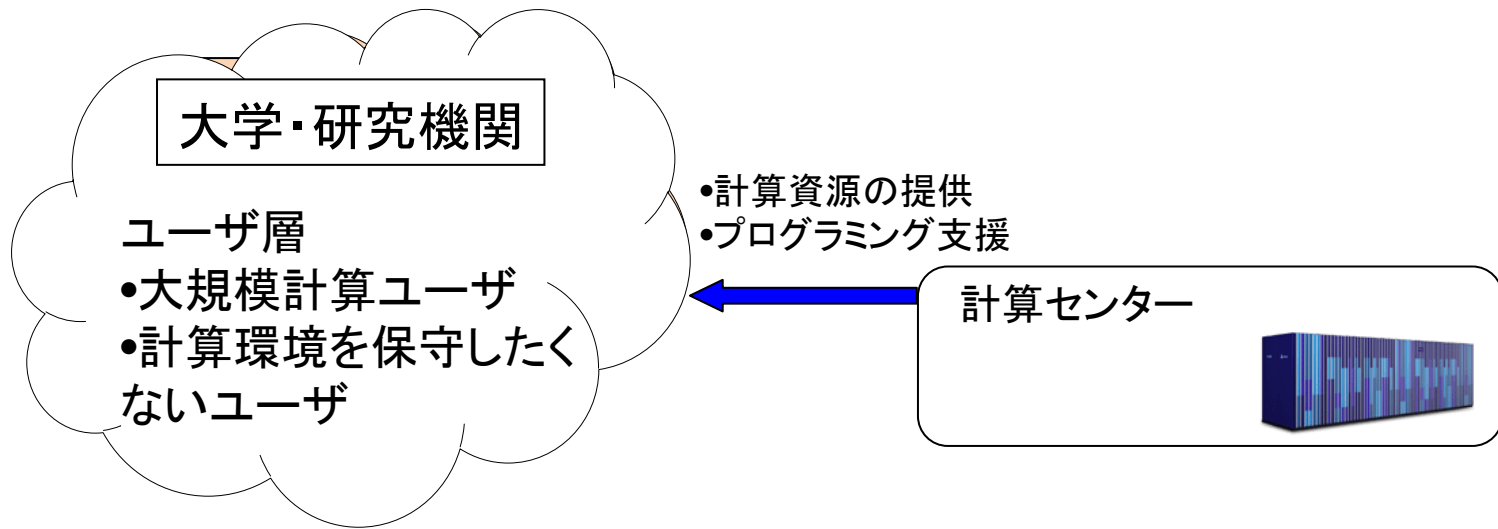 大学・研究機関
ユーザ層
•大規模計算ユーザ
•計算環境を保守したく
ないユーザ
•計算資源の提供
•プログラミング支援
計算センター